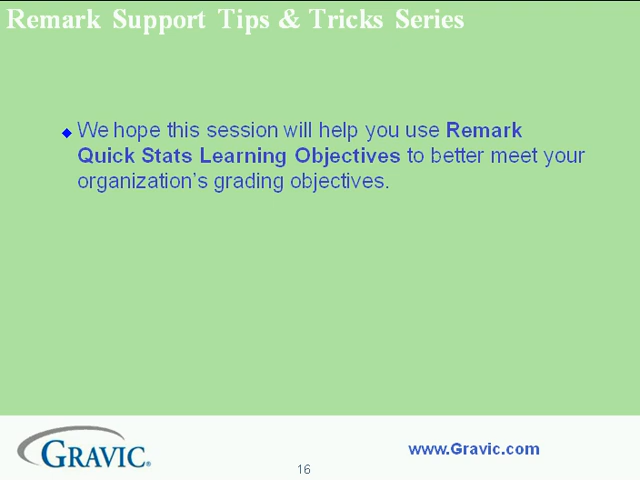 Remark Support Tips & Tricks Series
We hope this session will help you use Remark
Quick Stats Learning Objectives to better meet your
organization's grading objectives.
GRAVIC®
www.Gravic.com
16